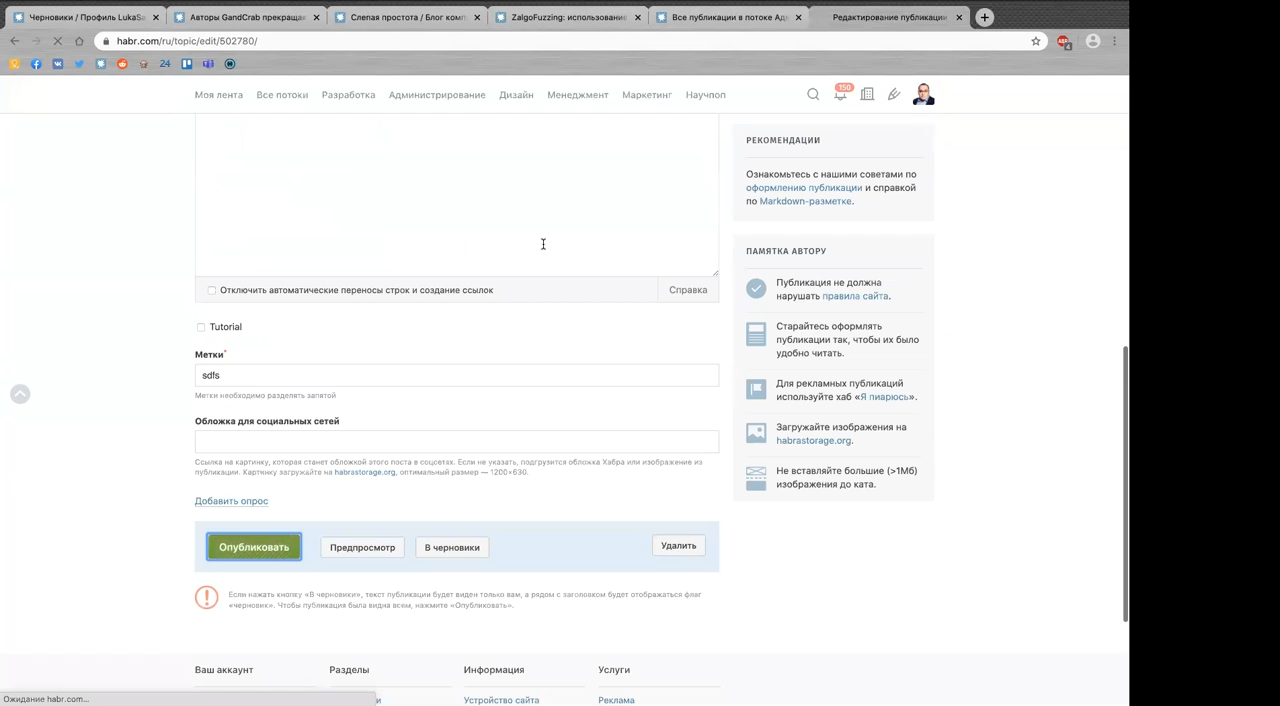 Черновики / Профиль LukaSa
Авторы GandCrab прекращае
Слепая простота / Блог комп
ZalgoFuzzing: использование
Все публикации в потоке Ад
Редактирование публикации
habr.com/ru/topic/edit/502780/
4
24
Моя лента Все потоки Разработка Администрирование Дизайн Менеджмент Маркетинг Научпоп
150
РЕКОМЕНДАЦИИ
Ознакомьтесь с нашими советами по
оформлению публикации и справкой
по Markdown-разметке.
ПАМЯТКА АВТОРУ
Публикация не должна
нарушать правила сайта.
Старайтесь оформлять
публикации так, чтобы их было
удобно читать.
Для рекламных публикаций
используйте хаб «Я пиарюсь».
Загружайте изображения на
habrastorage.org.
Не вставляйте большие (>1Мб)
изображения до ката.
Отключить автоматические переносы строк и создание ссылок
Справка
Tutorial
Метки*
sdfs
Метки необходимо разделять запятой
Обложка для социальных сетей
Ссылка на картинку, которая станет обложкой этого поста в соцсетях. Если не указать, подгрузится обложка Хабра или изображение из
публикации. Картинку загружайте на habrastorage.org, оптимальный размер — 1200×630.
Добавить опрос
Опубликовать Предпросмотр В черновики Удалить
Если нажать кнопку «В черновики», текст публикации будет виден только вам, а рядом с заголовком будет отображаться флаг
«черновик». Чтобы публикация была видна всем, нажмите «Опубликовать».
Ваш аккаунт Разделы Информация Услуги
Ожидание habr.com...
Устройство сайта Реклама